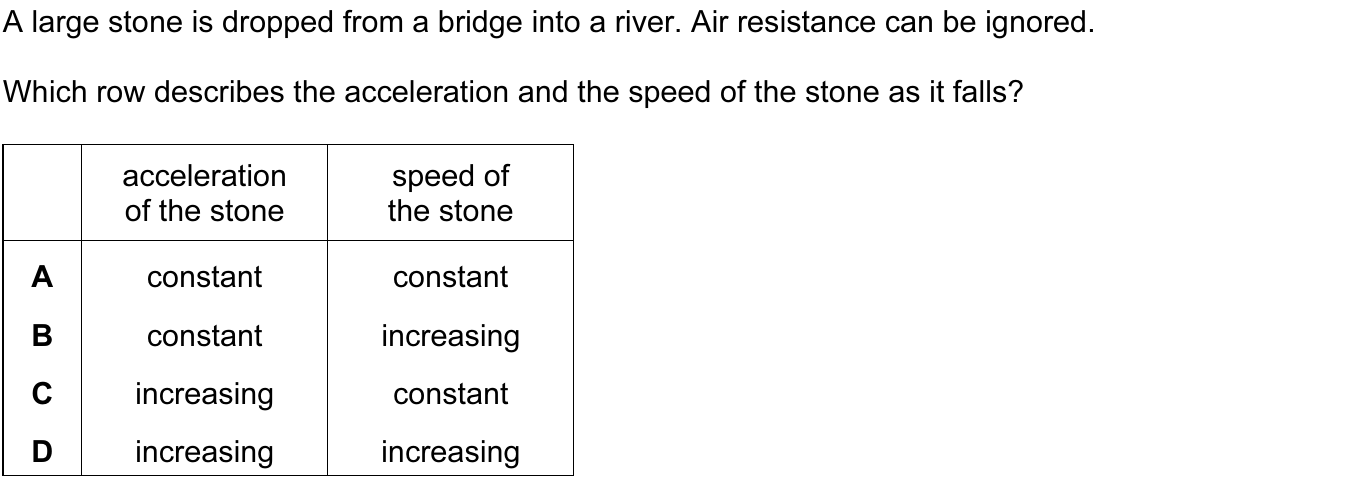 A large stone is dropped from a bridge into a river. Air resistance can be ignored.
Which row describes the acceleration and the speed of the stone as it falls?
acceleration of the stone speed of the stone
A constant constant
B constant increasing
C increasing constant
D increasing increasing